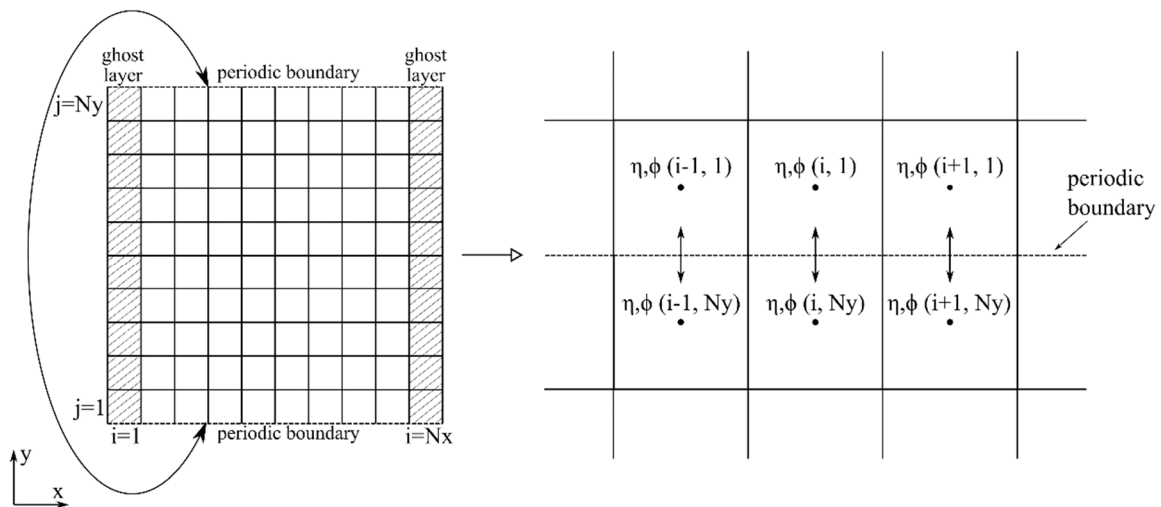 ghost
layer
periodic boundary
ghost
layer
j=Ny
j=1
periodic boundary
i=1
i=Nx
y
x
η,ϕ (i-1, 1)
η,ϕ (i, 1)
η,ϕ (i+1, 1)
periodic
boundary
η,ϕ (i-1, Ny)
η,ϕ (i, Ny)
η,ϕ (i+1, Ny)